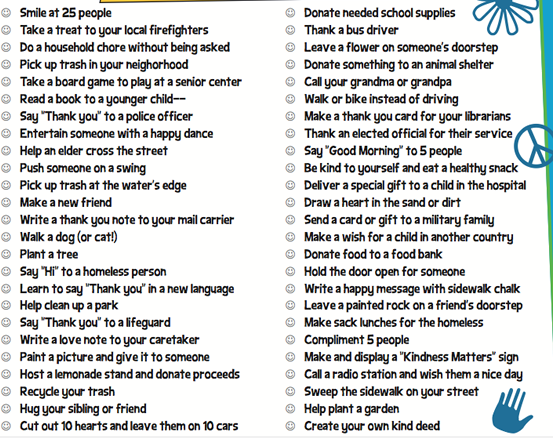 Smile at 25 people
Take a treat to your local firefighters
Do a household chore without being asked
Pick up trash in your neighorhood
Take a board game to play at a senior center
Read a book to a younger child--
Say "Thank you" to a police officer
Entertain someone with a happy dance
Help an elder cross the street
Push someone on a swing
Pick up trash at the water's edge
Make a new friend
Write a thank you note to your mail carrier
Walk a dog (or cat!)
Plant a tree
Say "Hi" to a homeless person
Learn to say "Thank you" in a new language
Help clean up a park
Say "Thank you" to a lifeguard
Write a love note to your caretaker
Paint a picture and give it to someone
Host a lemonade stand and donate proceeds
Recycle your trash
Hug your sibling or friend
Cut out 10 hearts and leave them on 10 cars
Donate needed school supplies
Thank a bus driver
Leave a flower on someone's doorstep
Donate something to an animal shelter
Call your grandma or grandpa
Walk or bike instead of driving
Make a thank you card for your librarians
Thank an elected official for their service
Say "Good Morning" to 5 people
Be kind to yourself and eat a healthy snack
Deliver a special gift to a child in the hospital
Draw a heart in the sand or dirt
Send a card or gift to a military family
Make a wish for a child in another country
Donate food to a food bank
Hold the door open for someone
Write a happy message with sidewalk chalk
Leave a painted rock on a friend's doorstep
Make sack lunches for the homeless
Compliment 5 people
Make and display a "Kindness Matters" sign
Call a radio station and wish them a nice day
Sweep the sidewalk on your street
Help plant a garden
Create your own kind deed